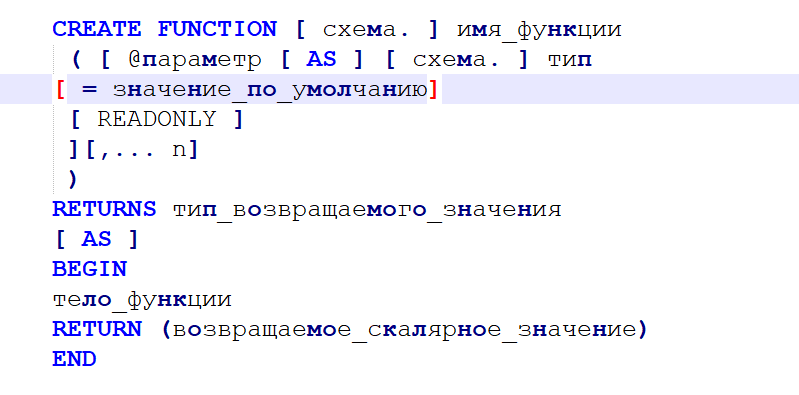 CREATE FUNCTION [ схема. ] имя_функции
( [ @параметр [ AS ] [ схема. ] тип
[ = значение_по_умолчанию]
[ READONLY ]
][,... n]
)
RETURNS тип_возвращаемого_значения
[ AS ]
BEGIN
тело_функции
RETURN (возвращаемое_скалярное_значение)
END